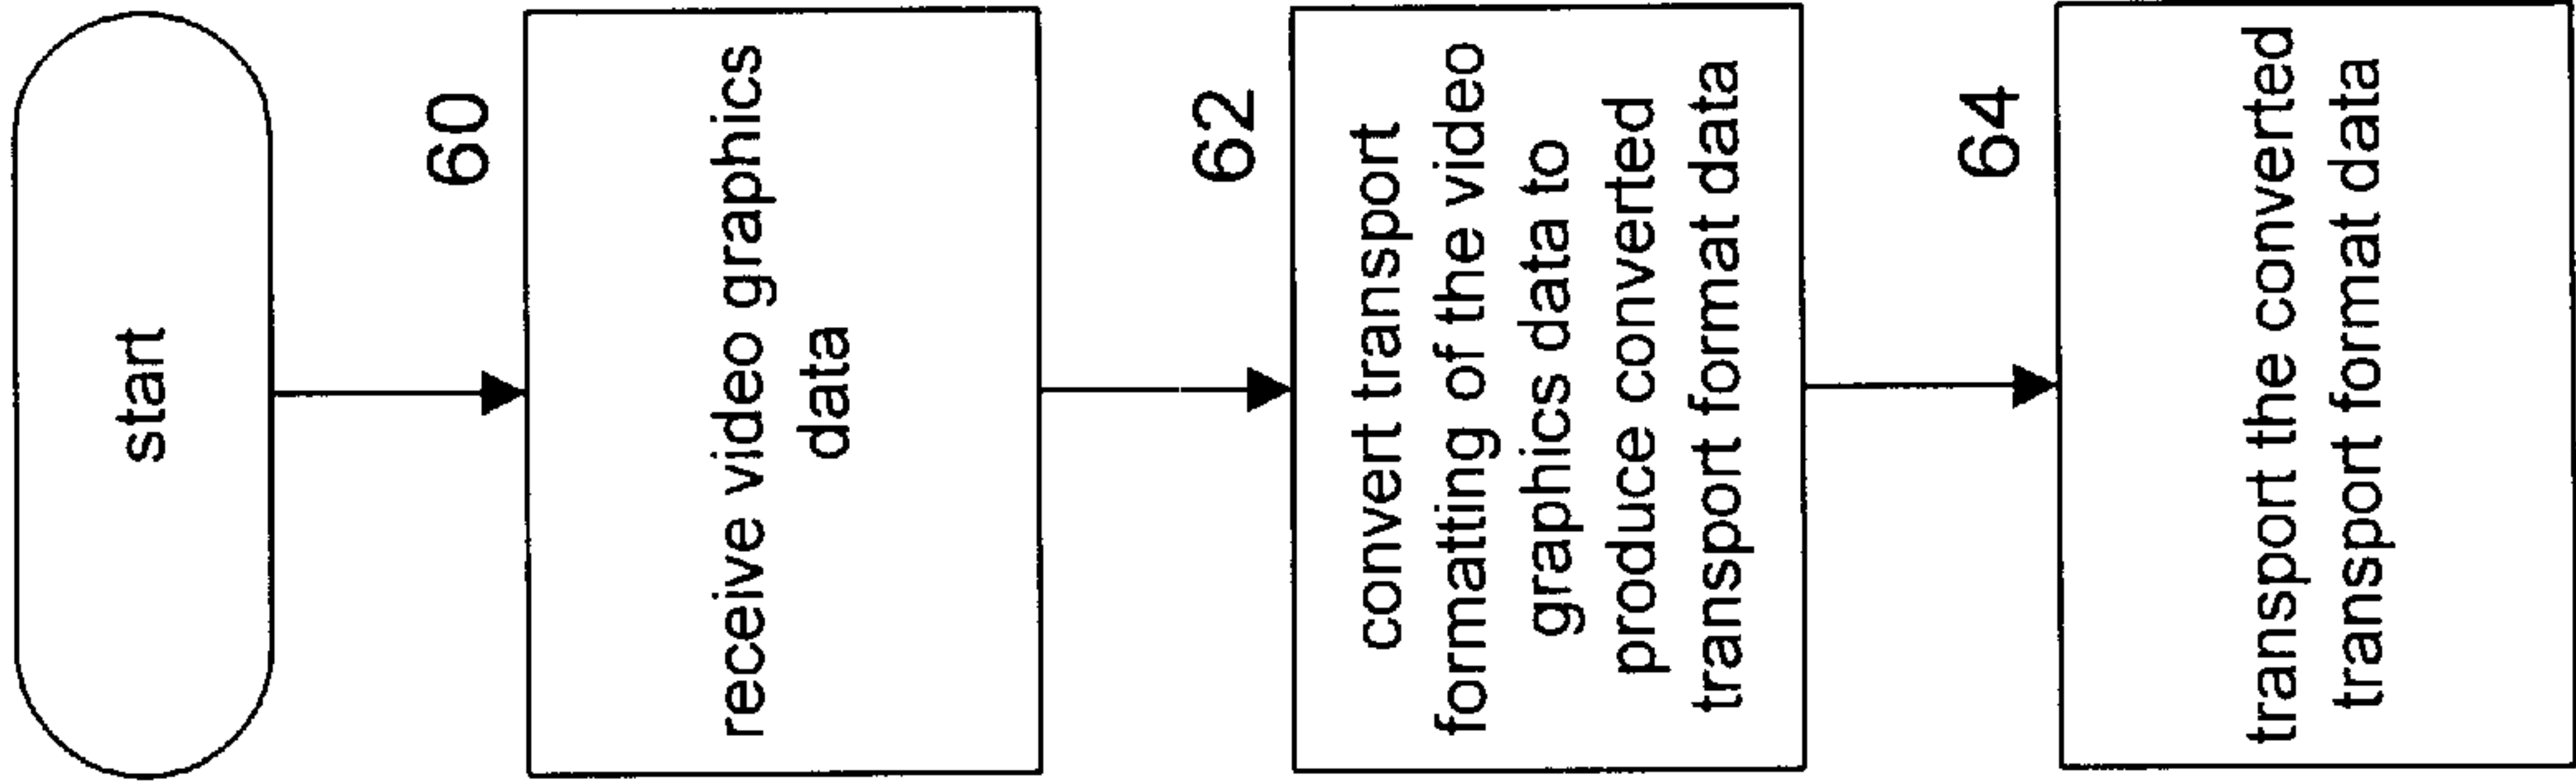 start
60
receive video graphics
data
62
convert transport
formatting of the video
graphics data to
produce converted
transport format data
64
transport the converted
transport format data